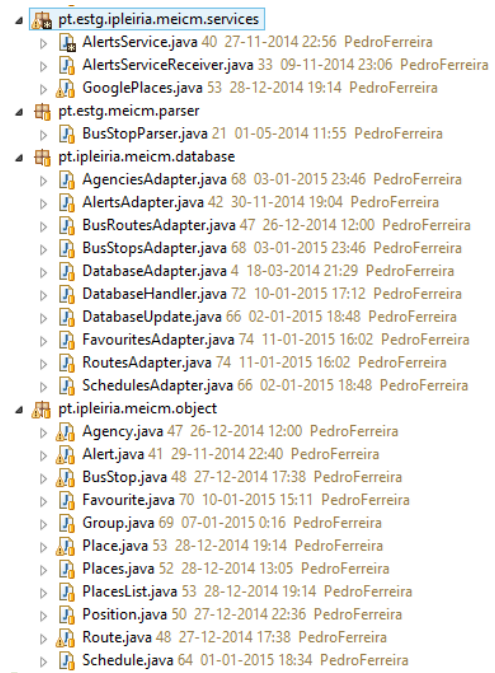 pt.estg.ipleiria.meicm.services
AlertsService.java 40 27-11-2014 22:56 PedroFerreira
AlertsServiceReceiver.java 33 09-11-2014 23:06 PedroFerreira
GooglePlaces.java 53 28-12-2014 19:14 PedroFerreira
pt.estg.meicm.parser
BusStopParser.java 21 01-05-2014 11:55 PedroFerreira
pt.ipleiria.meicm.database
AgenciesAdapter.java 68 03-01-2015 23:46 PedroFerreira
AlertsAdapter.java 42 30-11-2014 19:04 PedroFerreira
BusRoutesAdapter.java 47 26-12-2014 12:00 PedroFerreira
BusStopsAdapter.java 68 03-01-2015 23:46 PedroFerreira
DatabaseAdapter.java 4 18-03-2014 21:29 PedroFerreira
DatabaseHandler.java 72 10-01-2015 17:12 PedroFerreira
DatabaseUpdate.java 66 02-01-2015 18:48 PedroFerreira
FavouritesAdapter.java 74 11-01-2015 16:02 PedroFerreira
RoutesAdapter.java 74 11-01-2015 16:02 PedroFerreira
SchedulesAdapter.java 66 02-01-2015 18:48 PedroFerreira
pt.ipleiria.meicm.object
Agency.java 47 26-12-2014 12:00 PedroFerreira
Alert.java 41 29-11-2014 22:40 PedroFerreira
BusStop.java 48 27-12-2014 17:38 PedroFerreira
Favourite.java 70 10-01-2015 15:11 PedroFerreira
Group.java 69 07-01-2015 0:16 PedroFerreira
Place.java 53 28-12-2014 19:14 PedroFerreira
Places.java 52 28-12-2014 13:05 PedroFerreira
PlacesList.java 53 28-12-2014 19:14 PedroFerreira
Position.java 50 27-12-2014 22:36 PedroFerreira
Route.java 48 27-12-2014 17:38 PedroFerreira
Schedule.java 64 01-01-2015 18:34 PedroFerreira